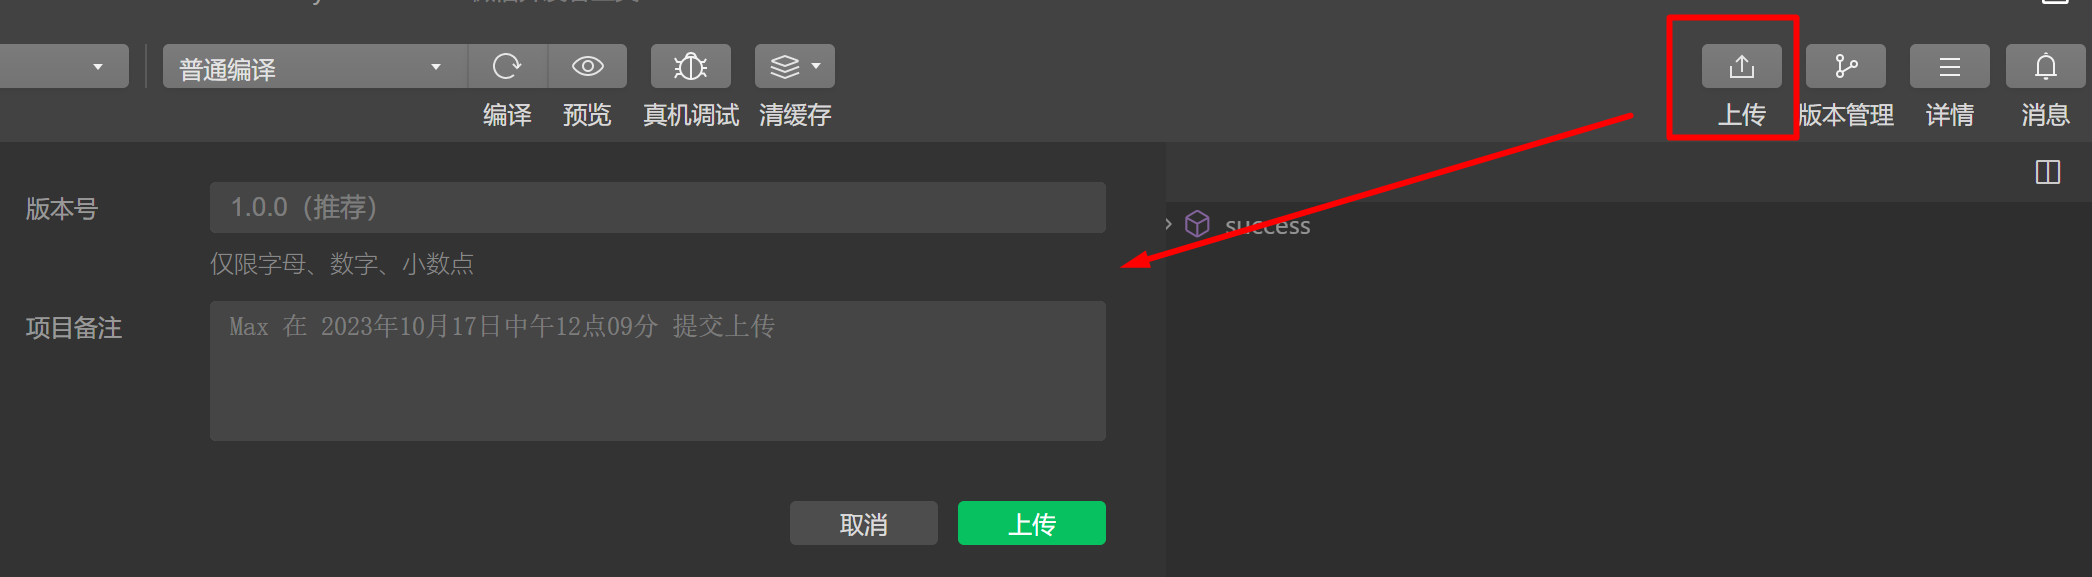 普通编译
编译 预览 真机调试 清缓存 上传 版本管理 详情 消息
版本号 1.0.0（推荐）
仅限字母、数字、小数点
success
项目备注 Max 在 2023年10月17日中午12点09分 提交上传
取消 上传